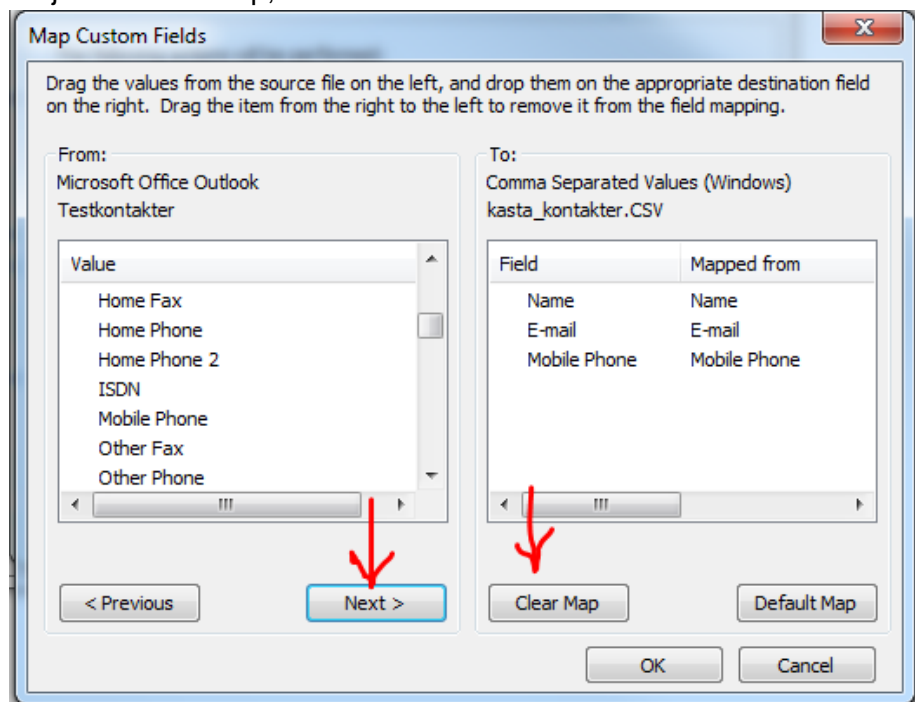 Map Custom Fields
Drag the values from the source file on the left, and drop them on the appropriate destination field
on the right. Drag the item from the right to the left to remove it from the field mapping.
From:
Microsoft Office Outlook
Testkontakter
Value
Home Fax
Home Phone
Home Phone 2
ISDN
Mobile Phone
Other Fax
Other Phone
< Previous
Next >
To:
Comma Separated Values (Windows)
kasta_kontakter.CSV
Field Mapped from
Name Name
E-mail E-mail
Mobile Phone Mobile Phone
Clear Map
Default Map
OK
Cancel